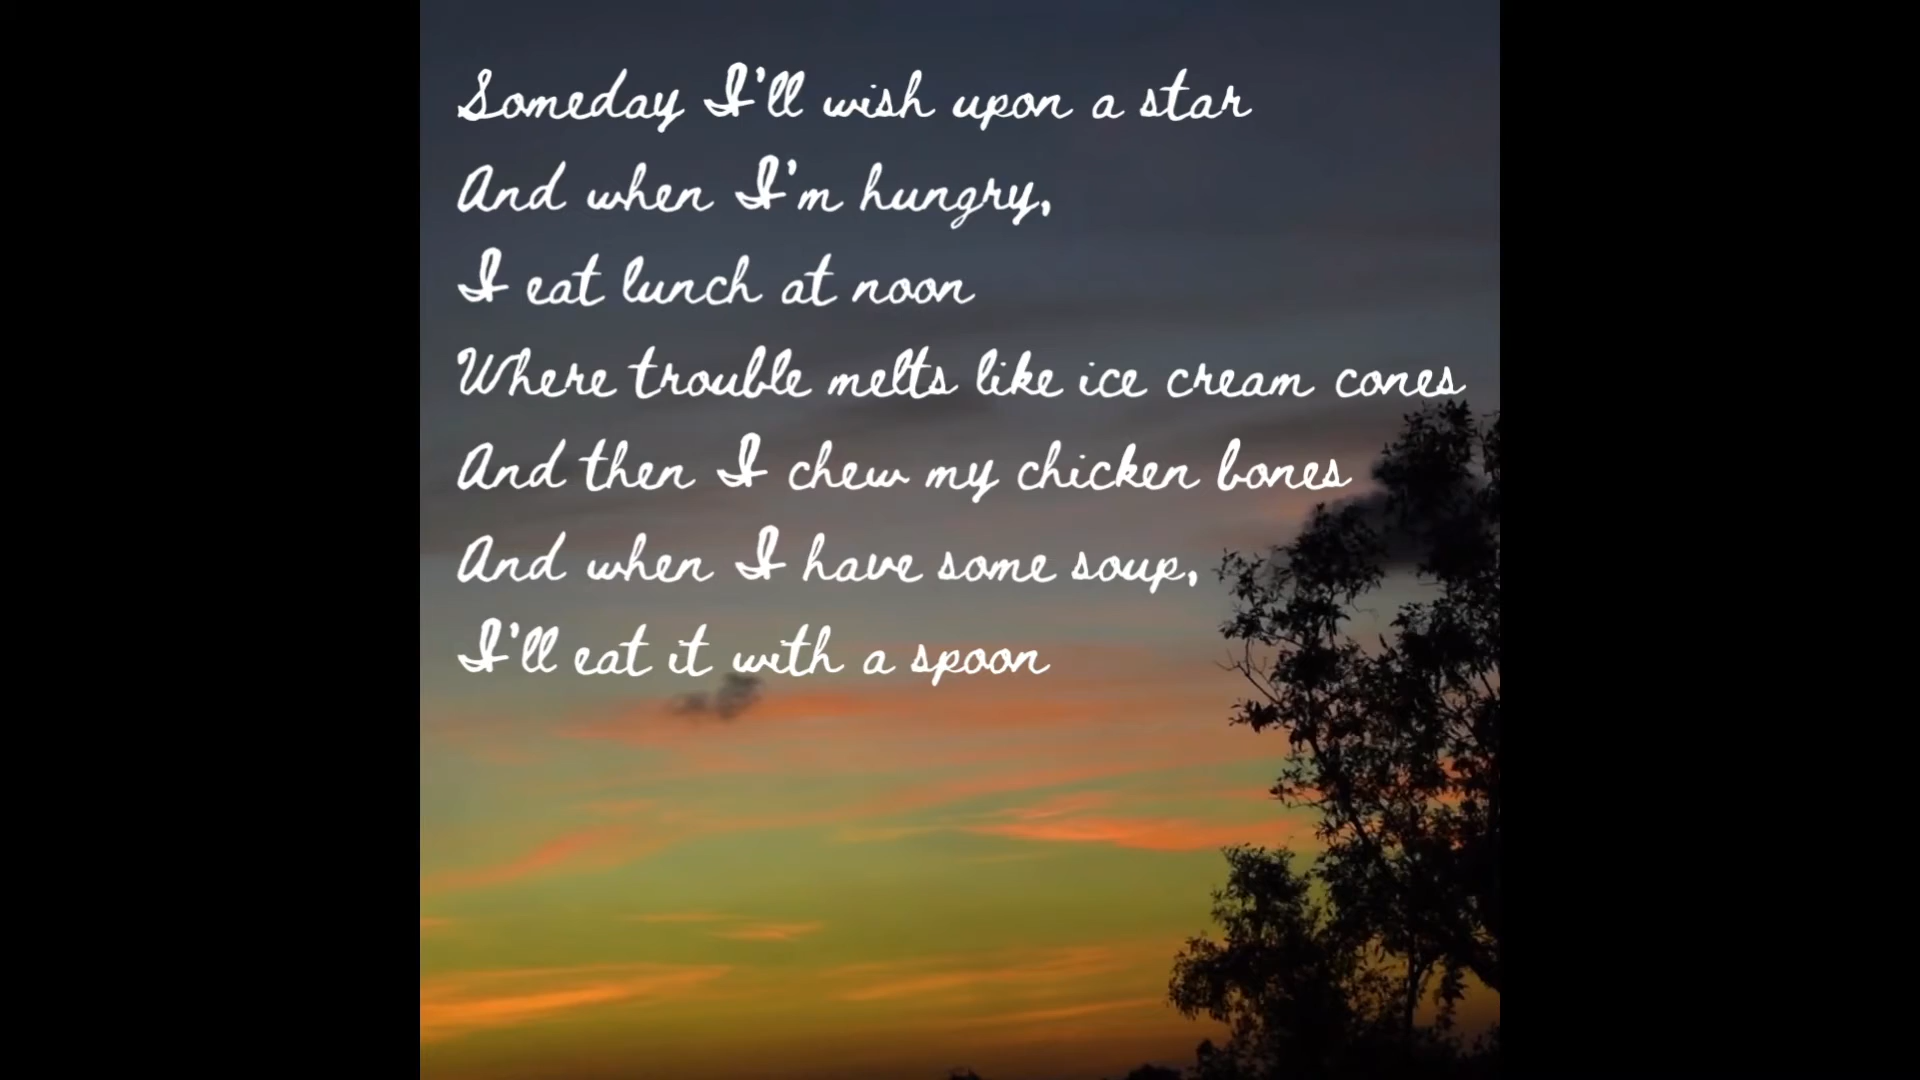 Someday I'll wish upon a star
And when I'm hungry,
I eat lunch at noon
Where trouble melts like ice cream cones
And then I chew my chicken bones
And when I have some soup,
I'll eat it with a spoon